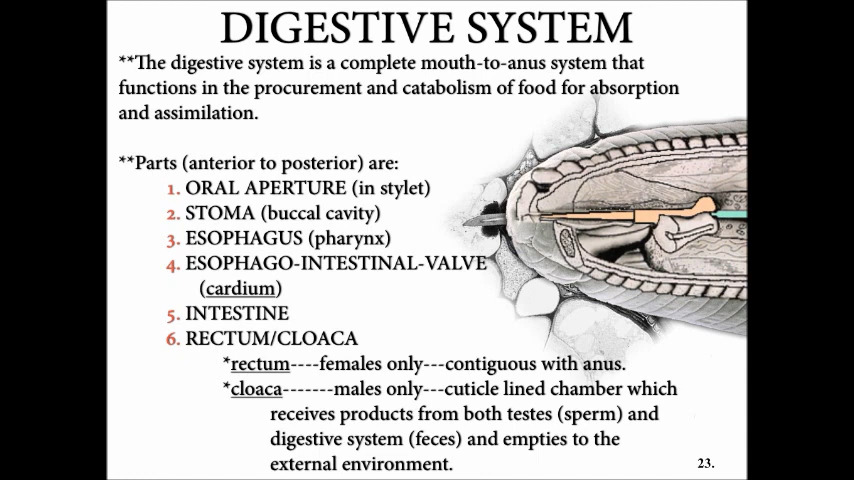 DIGESTIVE SYSTEM
**The digestive system is a complete mouth-to-anus system that
functions in the procurement and catabolism of food for absorption
and assimilation.
**Parts (anterior to posterior) are:
1. ORAL APERTURE (in stylet)
2. STOMA (buccal cavity)
3. ESOPHAGUS (pharynx)
4. ESOPHAGO-INTESTINAL-VALVE
(cardium)
5. INTESTINE
6. RECTUM/CLOACA
*rectum----females only---contiguous with anus.
*cloaca-------males only---cuticle lined chamber which
receives products from both testes (sperm) and
digestive system (feces) and empties to the
external environment.
23.